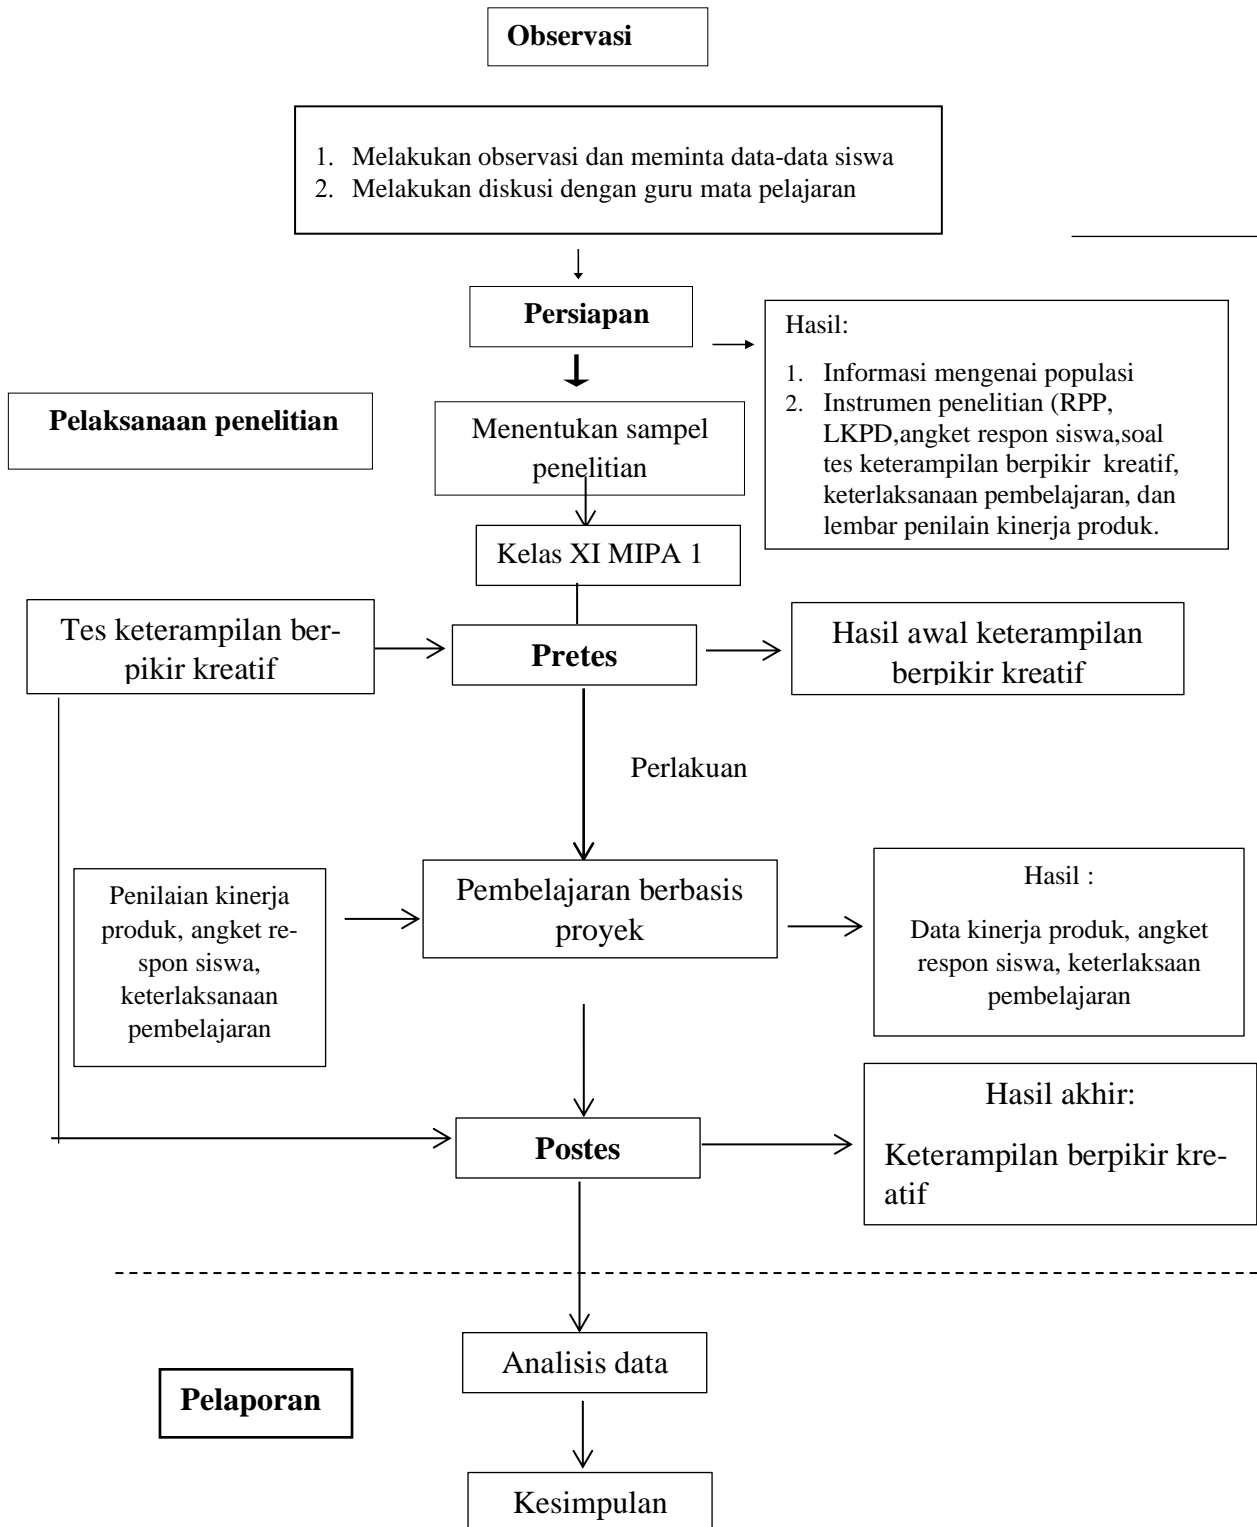 Observasi
1. Melakukan observasi dan meminta data-data siswa
2. Melakukan diskusi dengan guru mata pelajaran
Persiapan
Hasil:
1. Informasi mengenai populasi
2. Instrumen penelitian (RPP,
LKPD,angket respon siswa,soal
tes keterampilan berpikir kreatif,
keterlaksanaan pembelajaran, dan
lembar penilain kinerja produk.
Pelaksanaan penelitian
Menentukan sampel
penelitian
Kelas XI MIPA 1
Tes keterampilan ber-
pikir kreatif
Pretes
Hasil awal keterampilan
berpikir kreatif
Perlakuan
Penilaian kinerja
produk, angket re-
spon siswa,
keterlaksanaan
pembelajaran
Pembelajaran berbasis
proyek
Hasil :
Data kinerja produk, angket
respon siswa, keterlaksaan
pembelajaran
Postes
Hasil akhir:
Keterampilan berpikir kre-
atif
Analisis data
Pelaporan
Kesimpulan